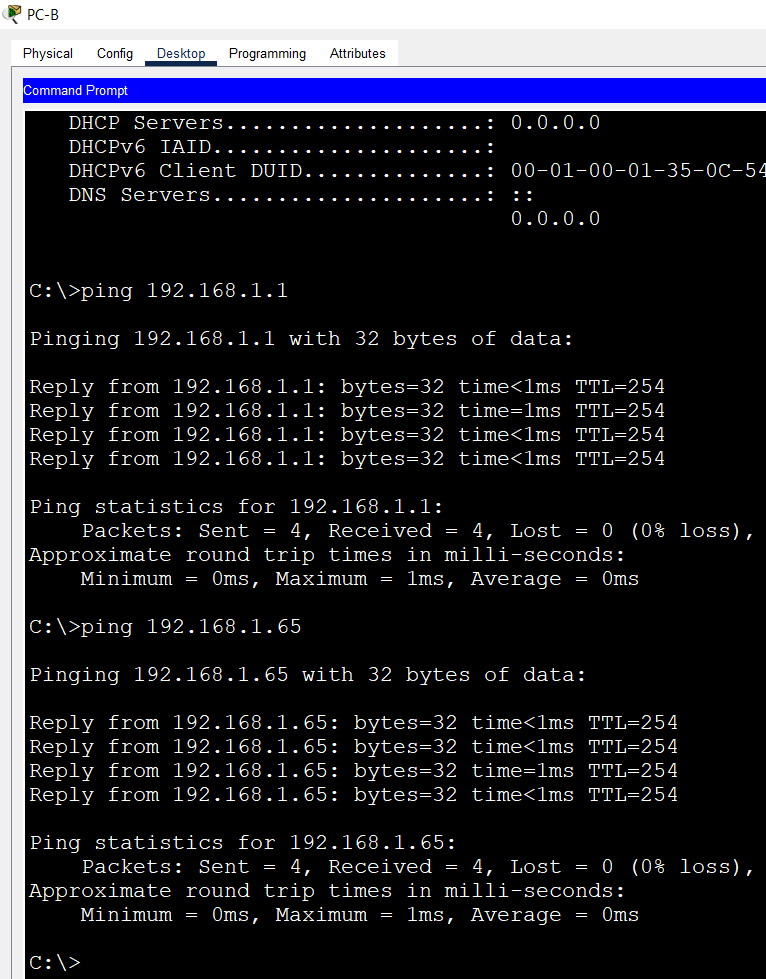 PC-B
Physical Config Desktop Programming Attributes
Command Prompt
DHCP Servers....................: 0.0.0.0
DHCPv6 IAID.....................:
DHCPv6 Client DUID..............: 00-01-00-01-35-0C-54
DNS Servers.....................: ::
0.0.0.0
C:\>ping 192.168.1.1
Pinging 192.168.1.1 with 32 bytes of data:
Reply from 192.168.1.1: bytes=32 time<1ms TTL=254
Reply from 192.168.1.1: bytes=32 time=1ms TTL=254
Reply from 192.168.1.1: bytes=32 time<1ms TTL=254
Reply from 192.168.1.1: bytes=32 time<1ms TTL=254
Ping statistics for 192.168.1.1:
Packets: Sent = 4, Received = 4, Lost = 0 (0% loss),
Approximate round trip times in milli-seconds:
Minimum = 0ms, Maximum = 1ms, Average = 0ms
C:\>ping 192.168.1.65
Pinging 192.168.1.65 with 32 bytes of data:
Reply from 192.168.1.65: bytes=32 time<1ms TTL=254
Reply from 192.168.1.65: bytes=32 time<1ms TTL=254
Reply from 192.168.1.65: bytes=32 time=1ms TTL=254
Reply from 192.168.1.65: bytes=32 time<1ms TTL=254
Ping statistics for 192.168.1.65:
Packets: Sent = 4, Received = 4, Lost = 0 (0% loss),
Approximate round trip times in milli-seconds:
Minimum = 0ms, Maximum = 1ms, Average = 0ms
C:\>